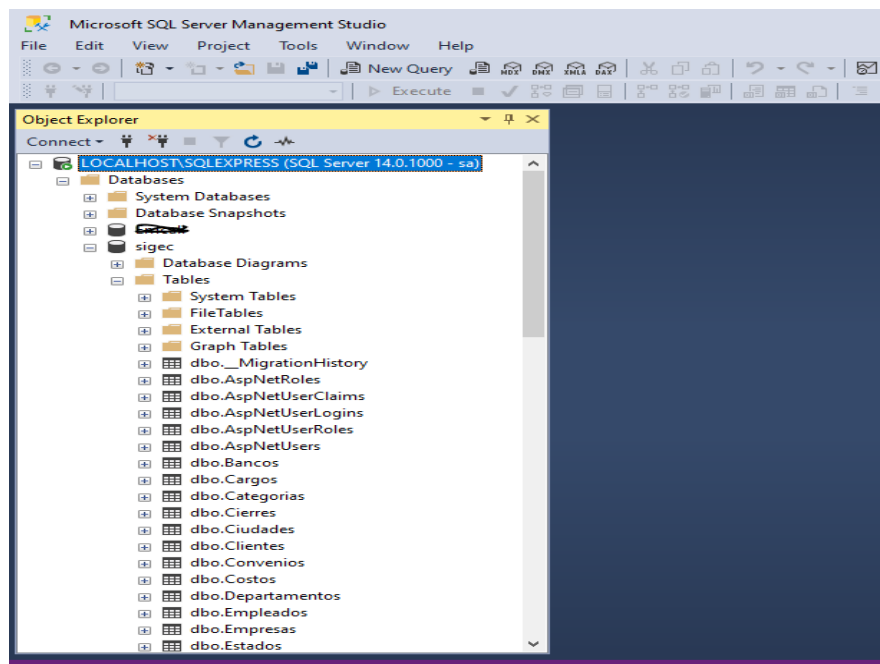 Microsoft SQL Server Management Studio
File Edit View Project Tools Window Help
New Query MDX DMX XMLA DAX
Execute
Object Explorer
Connect
LOCALHOST\SQLEXPRESS (SQL Server 14.0.1000 - sa)
Databases
System Databases
Database Snapshots
sigec
Database Diagrams
Tables
System Tables
FileTables
External Tables
Graph Tables
dbo.__MigrationHistory
dbo.AspNetRoles
dbo.AspNetUserClaims
dbo.AspNetUserLogins
dbo.AspNetUserRoles
dbo.AspNetUsers
dbo.Bancos
dbo.Cargos
dbo.Categorias
dbo.Cierres
dbo.Ciudades
dbo.Clientes
dbo.Convenios
dbo.Costos
dbo.Departamentos
dbo.Empleados
dbo.Empresas
dbo.Estados